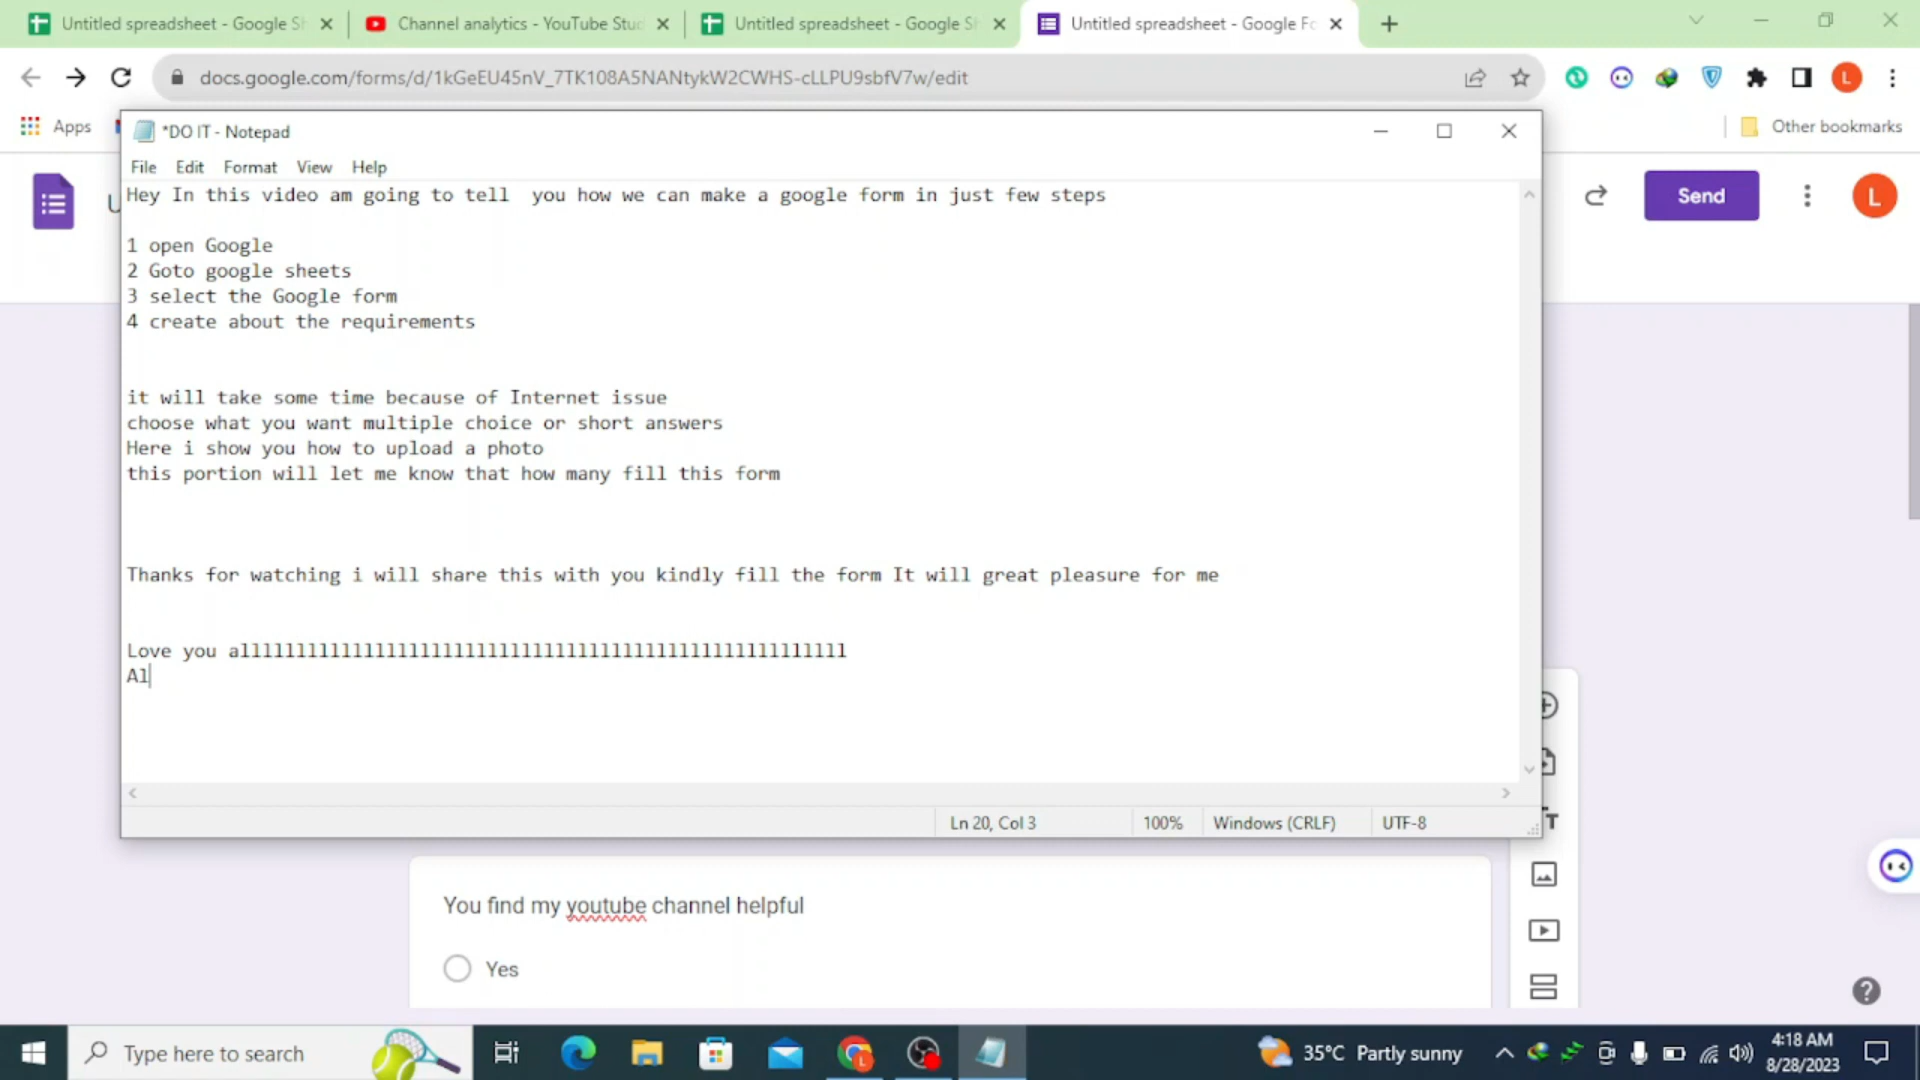 Untitled spreadsheet - Google Sh
Channel analytics - YouTube Stud
Untitled spreadsheet - Google Sh
Untitled spreadsheet - Google Fo
docs.google.com/forms/d/1kGeEU45nV_7TK108A5NANtykW2CWHS-cLLPU9sbfV7w/edit
L
Apps
Other bookmarks
*DO IT - Notepad
File Edit Format View Help
Send
L
Hey In this video am going to tell  you how we can make a google form in just few steps
1 open Google
2 Goto google sheets
3 select the Google form
4 create about the requirements
it will take some time because of Internet issue
choose what you want multiple choice or short answers
Here i show you how to upload a photo
this portion will let me know that how many fill this form
Thanks for watching i will share this with you kindly fill the form It will great pleasure for me
Love you allllllllllllllllllllllllllllllllllllllllllllllllllllll
Al
Ln 20, Col 3
100%
Windows (CRLF)
UTF-8
You find my youtube channel helpful
Yes
Type here to search
35°C Partly sunny
4:18 AM
8/28/2023